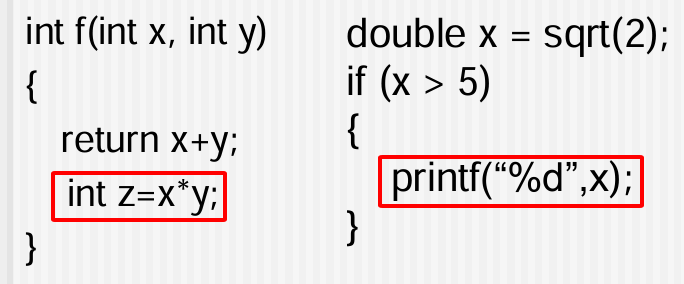 int f(int x, int y)
{
return x+y;
int z=x*y;
}
double x = sqrt(2);
if (x > 5)
{
printf(“%d”,x);
}